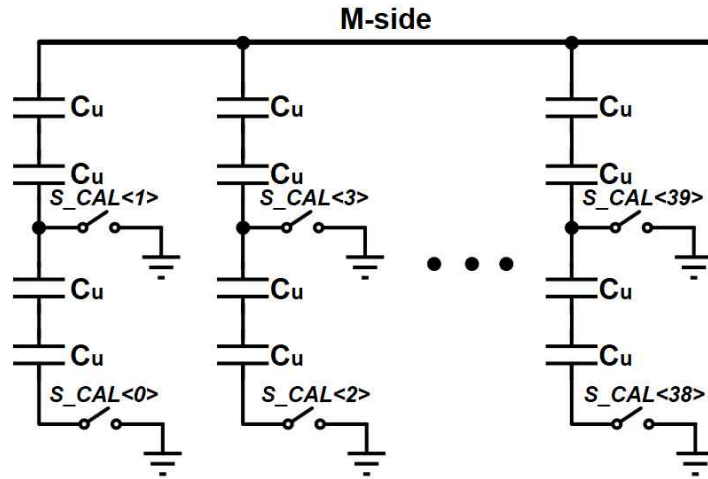 M-side
Cu Cu Cu
Cu Cu Cu
S_CAL<1> S_CAL<3> S_CAL<39>
Cu Cu Cu
Cu Cu Cu
S_CAL<0> S_CAL<2> S_CAL<38>